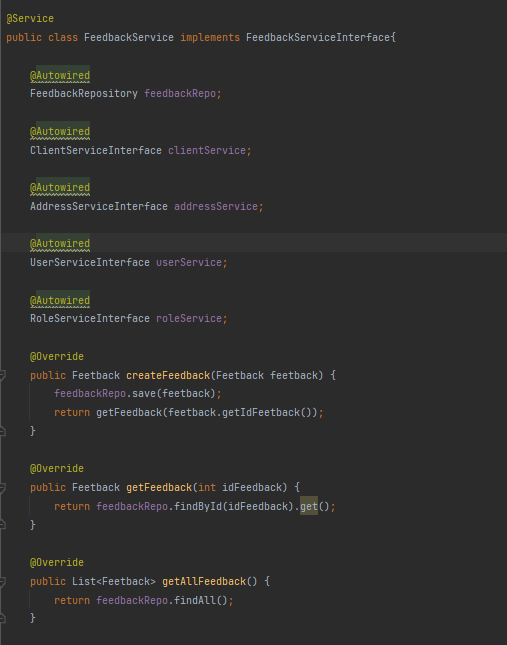 @Service
public class FeedbackService implements FeedbackServiceInterface{
@Autowired
FeedbackRepository feedbackRepo;
@Autowired
ClientServiceInterface clientService;
@Autowired
AddressServiceInterface addressService;
@Autowired
UserServiceInterface userService;
@Autowired
RoleServiceInterface roleService;
@Override
public Feetback createFeedback(Feetback feetback) {
feedbackRepo.save(feetback);
return getFeedback(feetback.getIdFeetback());
}
@Override
public Feetback getFeedback(int idFeedback) {
return feedbackRepo.findById(idFeedback).get();
}
@Override
public List<Feetback> getAllFeedback() {
return feedbackRepo.findAll();
}